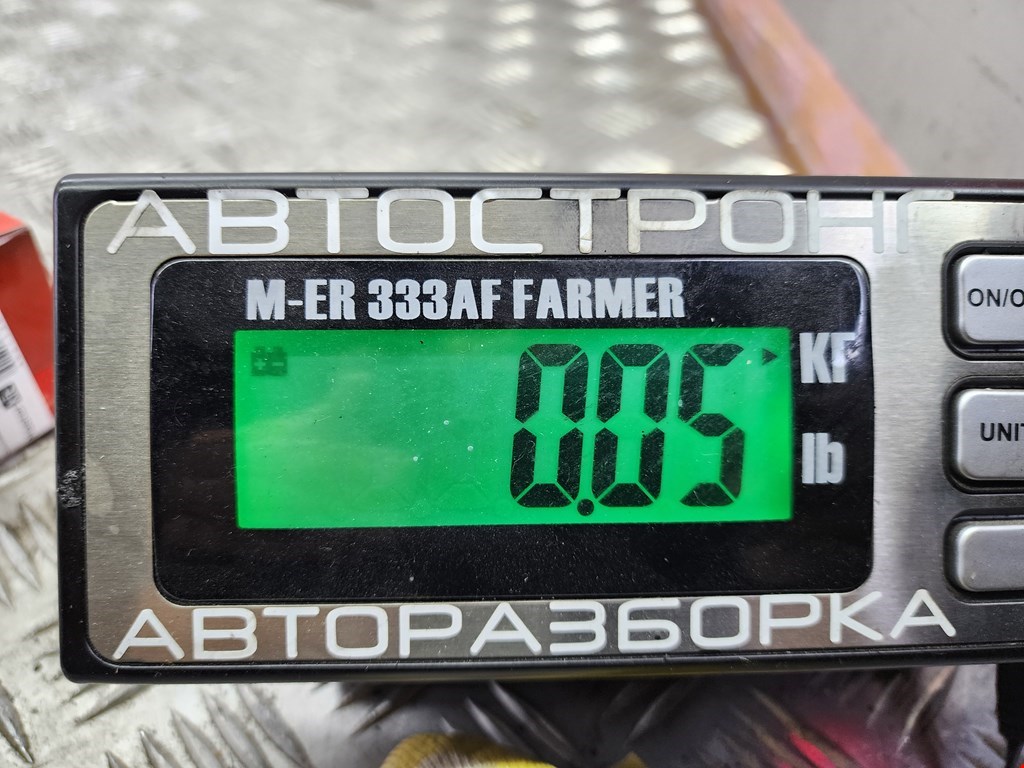 АВТОСТРОНГ
M-ER 333AF FARMER
0.05
КГ
lb
ON/O
UNIT
АВТОРАЗБОРКА